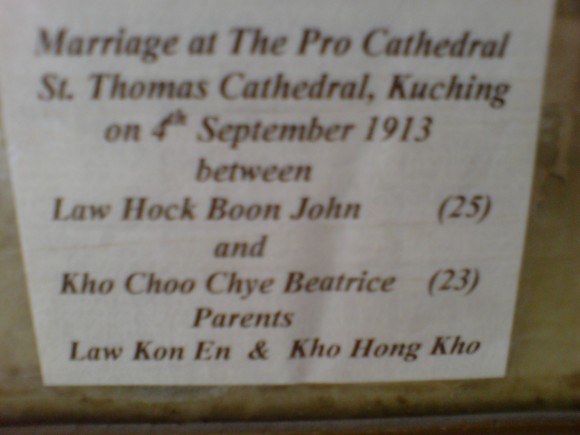 Marriage at The Pro Cathedral
St. Thomas Cathedral, Kuching
on 4th September 1913
between
Law Hock Boon John (25)
and
Kho Choo Chye Beatrice (23)
Parents
Law Kon En & Kho Hong Kho